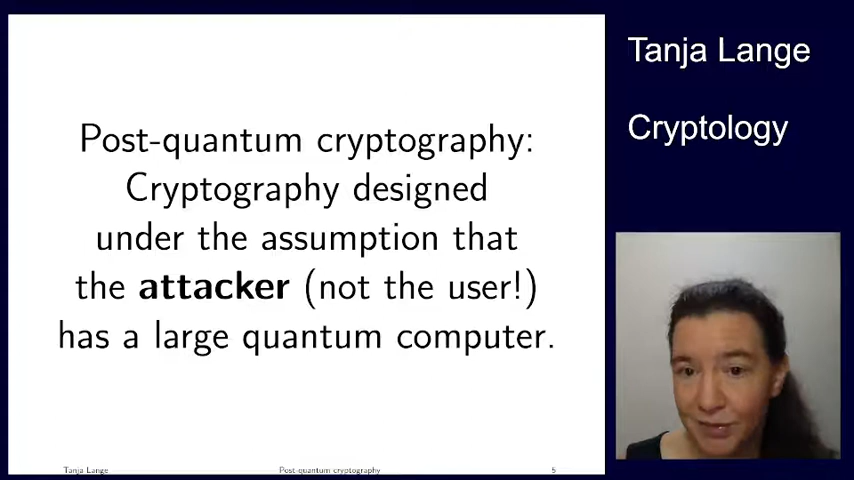 Post-quantum cryptography:
Cryptography designed
under the assumption that
the attacker (not the user!)
has a large quantum computer.
Tanja Lange
Post-quantum cryptography
5
Tanja Lange
Cryptology